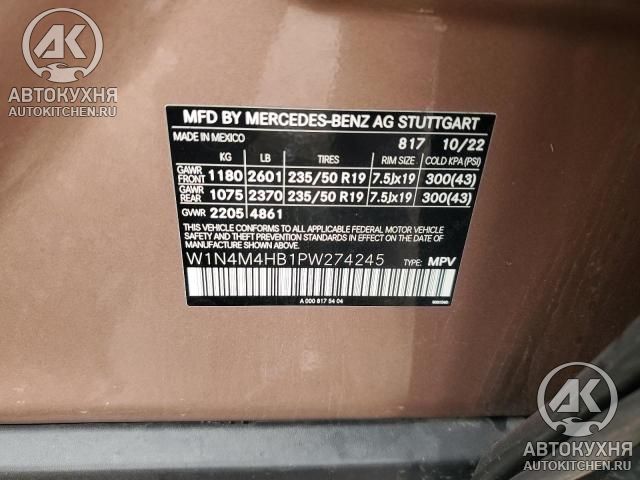 АК
АВТОКУХНЯ
AUTOKITCHEN.RU
MFD BY MERCEDES-BENZ AG STUTTGART
MADE IN MEXICO 817 10/22
KG LB TIRES RIM SIZE COLD KPA (PSI)
GAWR FRONT 1180 2601 235/50 R19 7.5Jx19 300(43)
GAWR REAR 1075 2370 235/50 R19 7.5Jx19 300(43)
GVWR 2205 4861
THIS VEHICLE CONFORMS TO ALL APPLICABLE FEDERAL MOTOR VEHICLE
SAFETY AND THEFT PREVENTION STANDARDS IN EFFECT ON THE DATE OF
MANUFACTURE SHOWN ABOVE.
W1N4M4HB1PW274245 TYPE: MPV
A 000 817 54 04
АК
АВТОКУХНЯ
AUTOKITCHEN.RU